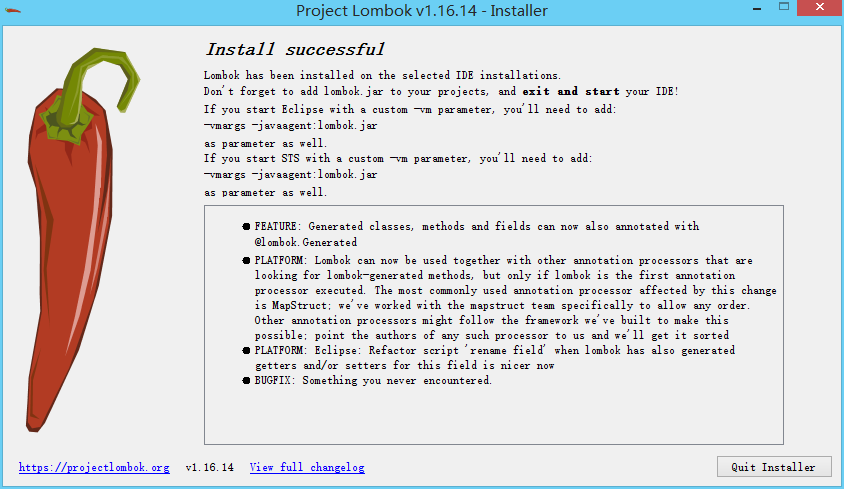 Project Lombok v1.16.14 - Installer
Install successful
Lombok has been installed on the selected IDE installations.
Don't forget to add lombok.jar to your projects, and exit and start your IDE!
If you start Eclipse with a custom -vm parameter, you'll need to add:
-vmargs -javaagent:lombok.jar
as parameter as well.
If you start STS with a custom -vm parameter, you'll need to add:
-vmargs -javaagent:lombok.jar
as parameter as well.
● FEATURE: Generated classes, methods and fields can now also annotated with
@lombok.Generated
● PLATFORM: Lombok can now be used together with other annotation processors that are
looking for lombok-generated methods, but only if lombok is the first annotation
processor executed. The most commonly used annotation processor affected by this change
is MapStruct; we've worked with the mapstruct team specifically to allow any order.
Other annotation processors might follow the framework we've built to make this
possible; point the authors of any such processor to us and we'll get it sorted
● PLATFORM: Eclipse: Refactor script 'rename field' when lombok has also generated
getters and/or setters for this field is nicer now
● BUGFIX: Something you never encountered.
https://projectlombok.org v1.16.14 View full changelog Quit Installer